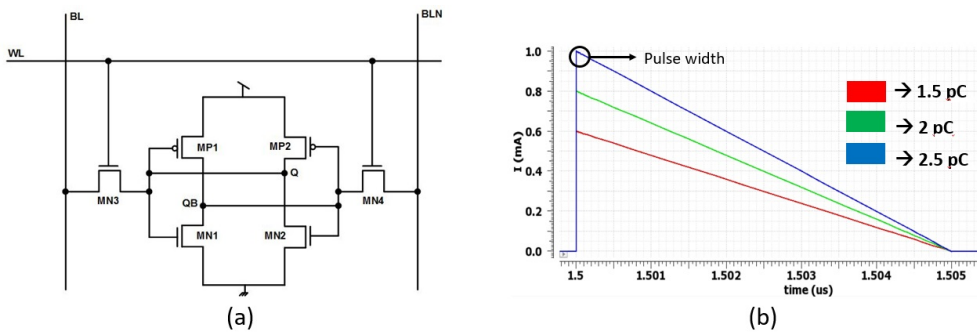 BL
BLN
WL
MP1
MP2
Q
QB
MN3
MN4
MN1
MN2
(a)
I (mA)
1.0
0.8
0.6
0.4
0.2
0.0
Pulse width
→ 1.5 pC
→ 2 pC
→ 2.5 pC
1.5
1.501
1.502
1.503
1.504
1.505
time (us)
(b)